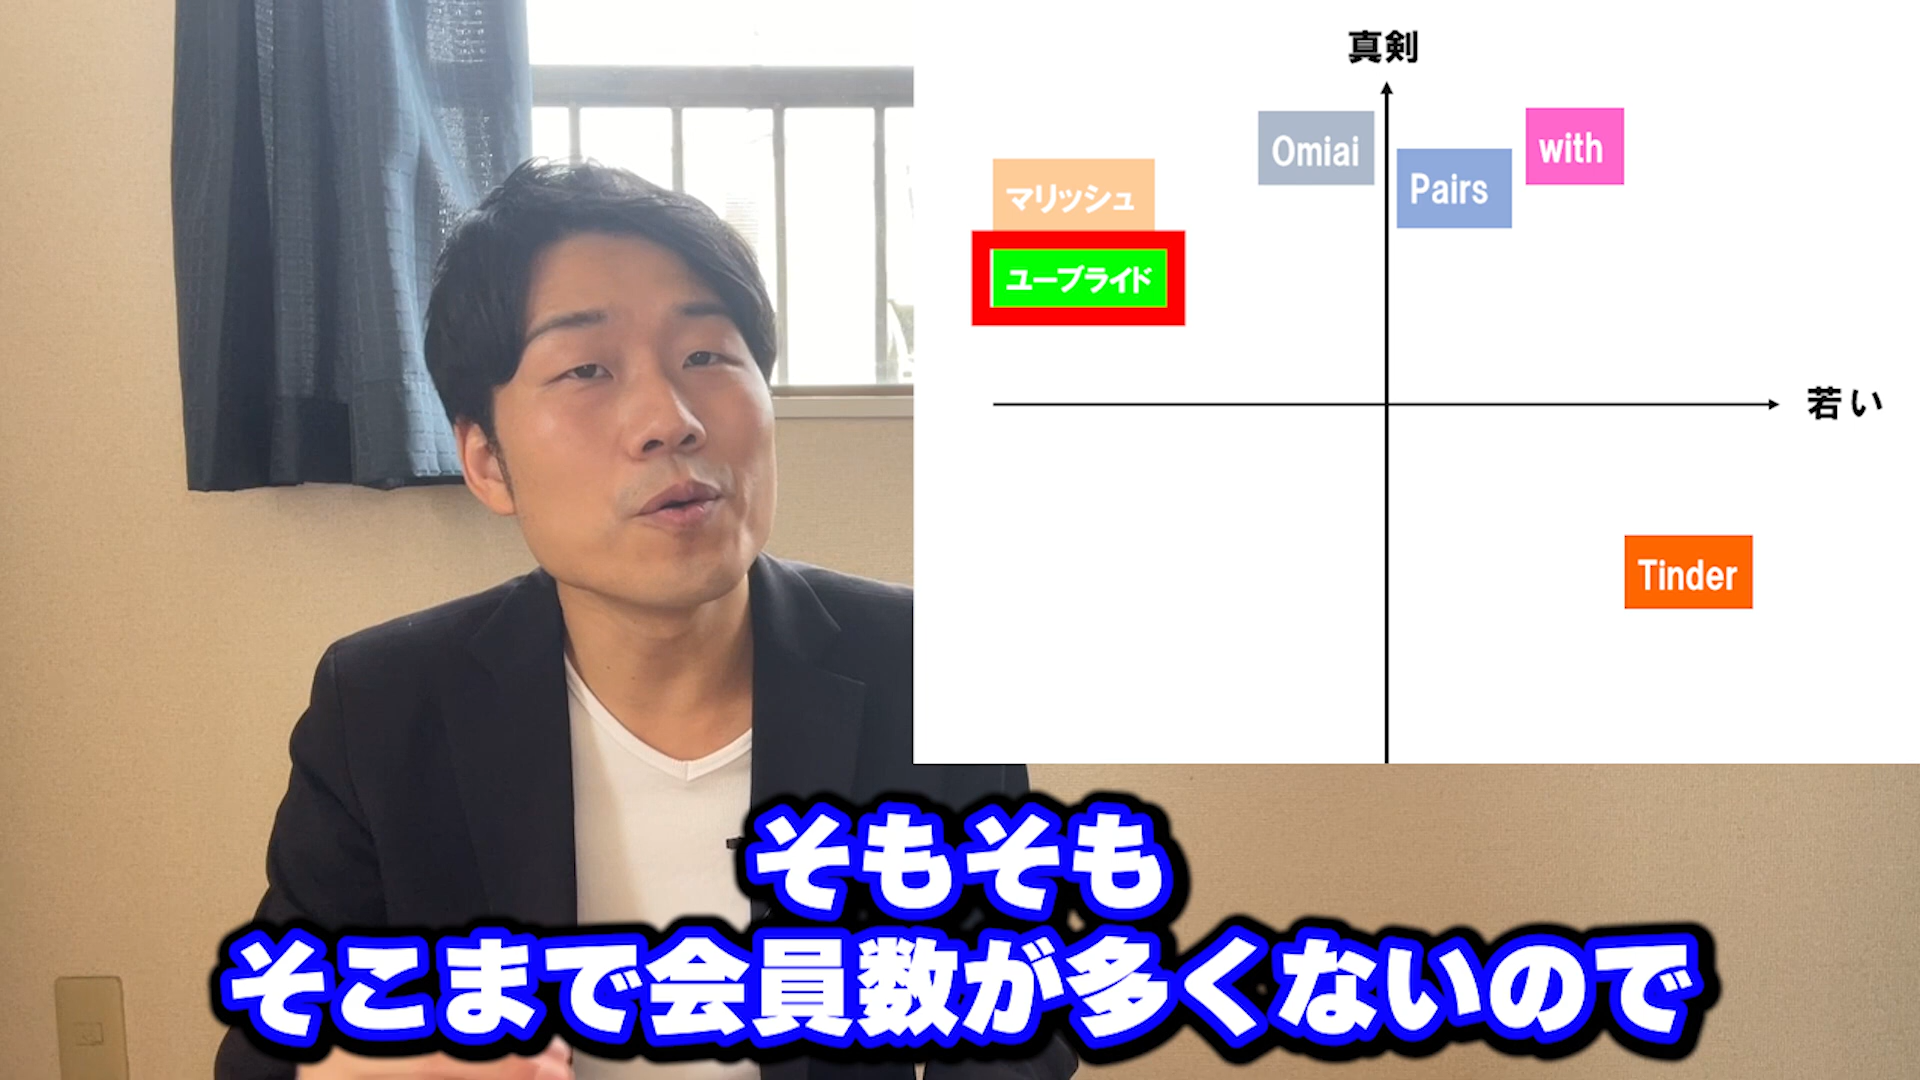 真剣
Omiai
with
Pairs
マリッシュ
ユーブライド
若い
Tinder
そもそも
そこまで会員数が多くないので